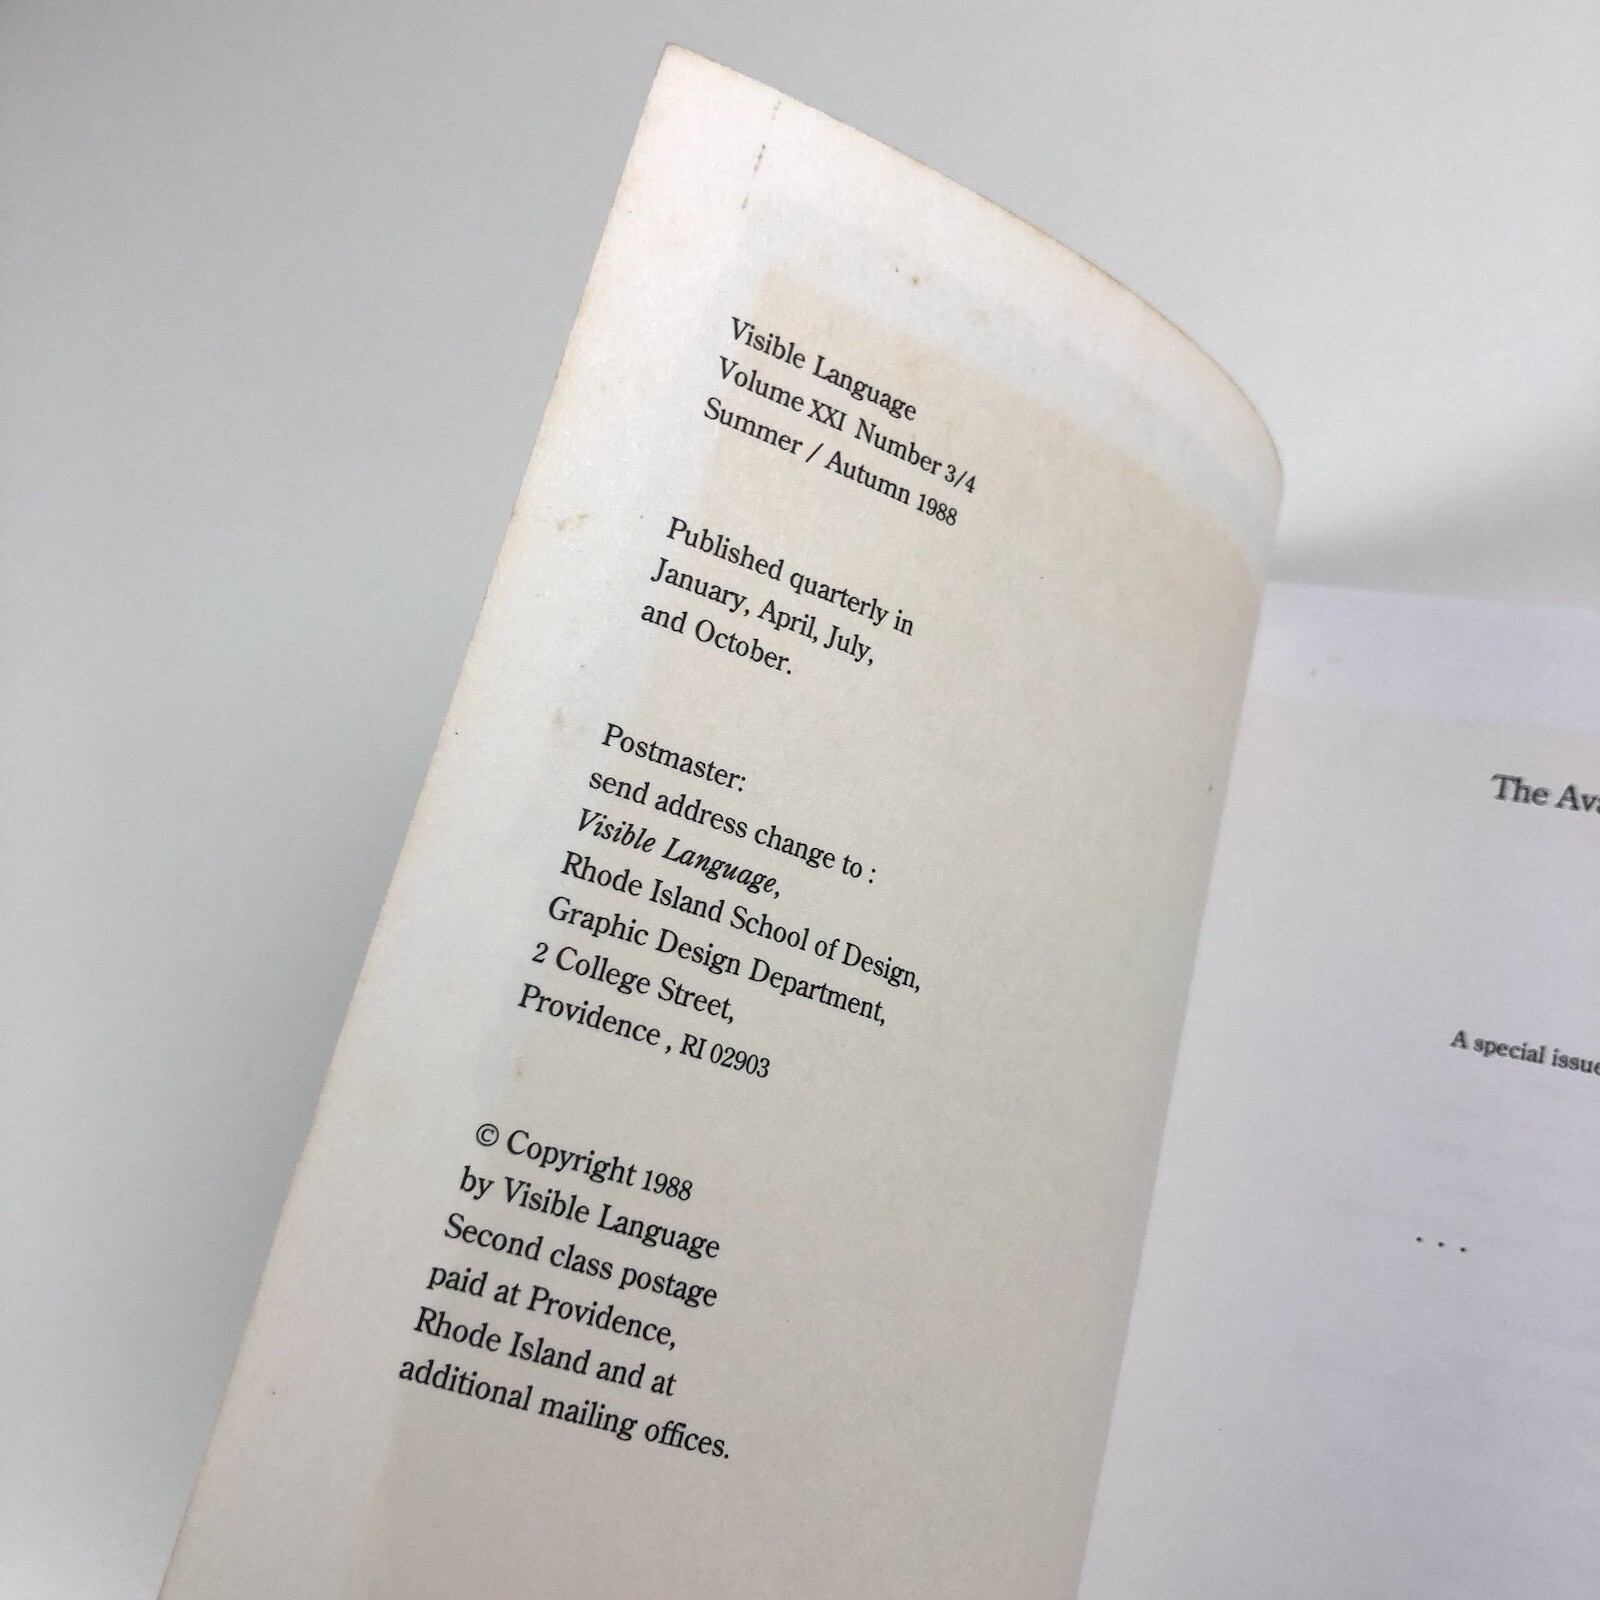 Visible Language
Volume XXI Number 3/4
Summer / Autumn 1988
Published quarterly in
January, April, July,
and October.
Postmaster:
send address change to :
Visible Language,
Rhode Island School of Design,
Graphic Design Department,
2 College Street,
Providence , RI 02903
© Copyright 1988
by Visible Language
Second class postage
paid at Providence,
Rhode Island and at
additional mailing offices.
The
A special issue
. . .